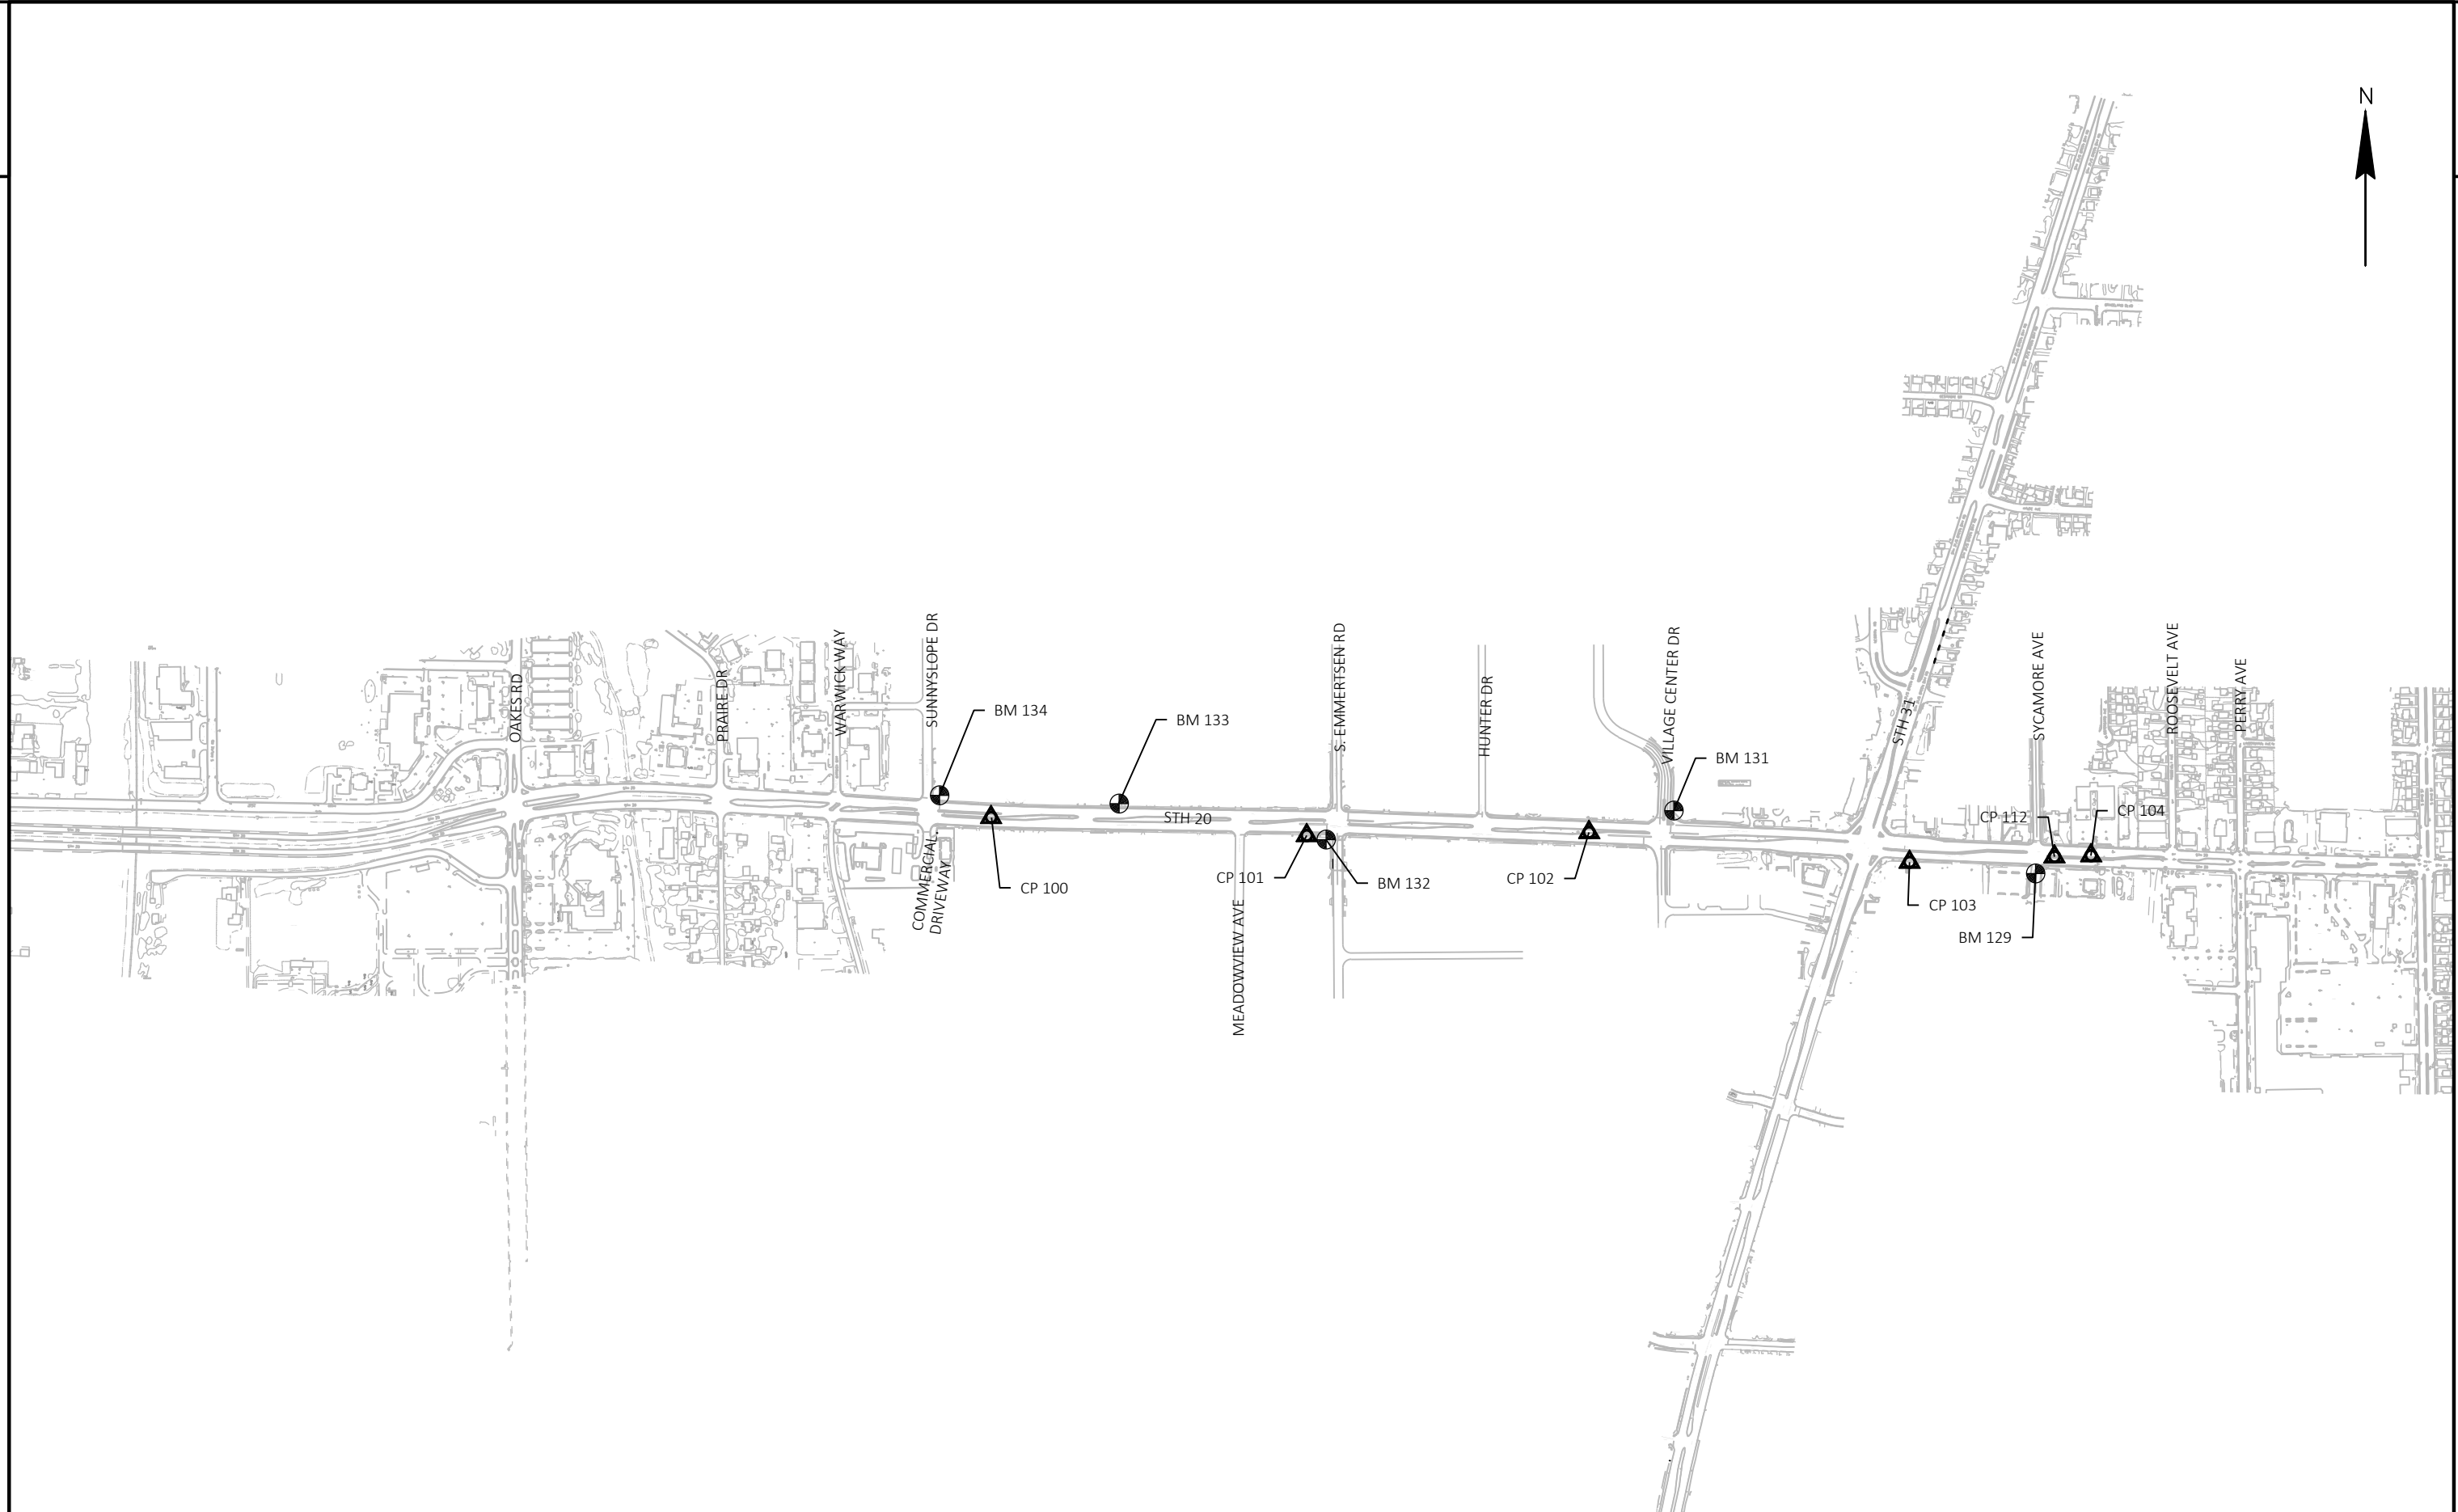 N
OAKES RD
PRAIRIE DR
WARWICK WAY
SUNNYSLOPE DR
S. EMMERTSEN RD
HUNTER DR
VILLAGE CENTER DR
STH 31
SYCAMORE AVE
ROOSEVELT AVE
PERRY AVE
BM 134
BM 133
BM 131
STH 20
CP 112
CP 104
CP 100
CP 101
BM 132
CP 102
CP 103
BM 129
COMMERCIAL
DRIVEWAY
MEADOWVIEW AVE